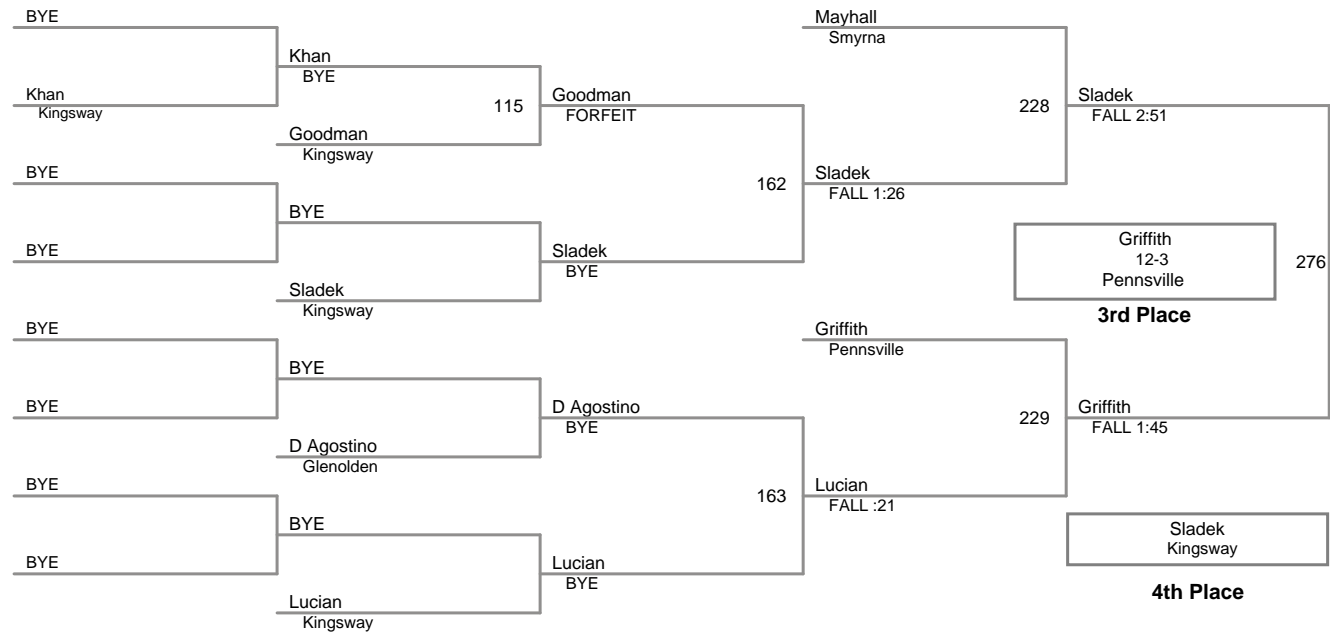 BYE
Khan
Kingsway
BYE
BYE
BYE
BYE
BYE
BYE
Khan
BYE
Goodman
Kingsway
BYE
Sladek
Kingsway
BYE
D Agostino
Glenolden
BYE
Lucian
Kingsway
115
Goodman
FORFEIT
Sladek
BYE
D Agostino
BYE
Lucian
BYE
162
163
Mayhall
Smyrna
Sladek
FALL 1:26
Griffith
Pennsville
Lucian
FALL :21
228
229
Sladek
FALL 2:51
Griffith
FALL 1:45
276
Griffith
12-3
Pennsville
3rd Place
Sladek
Kingsway
4th Place